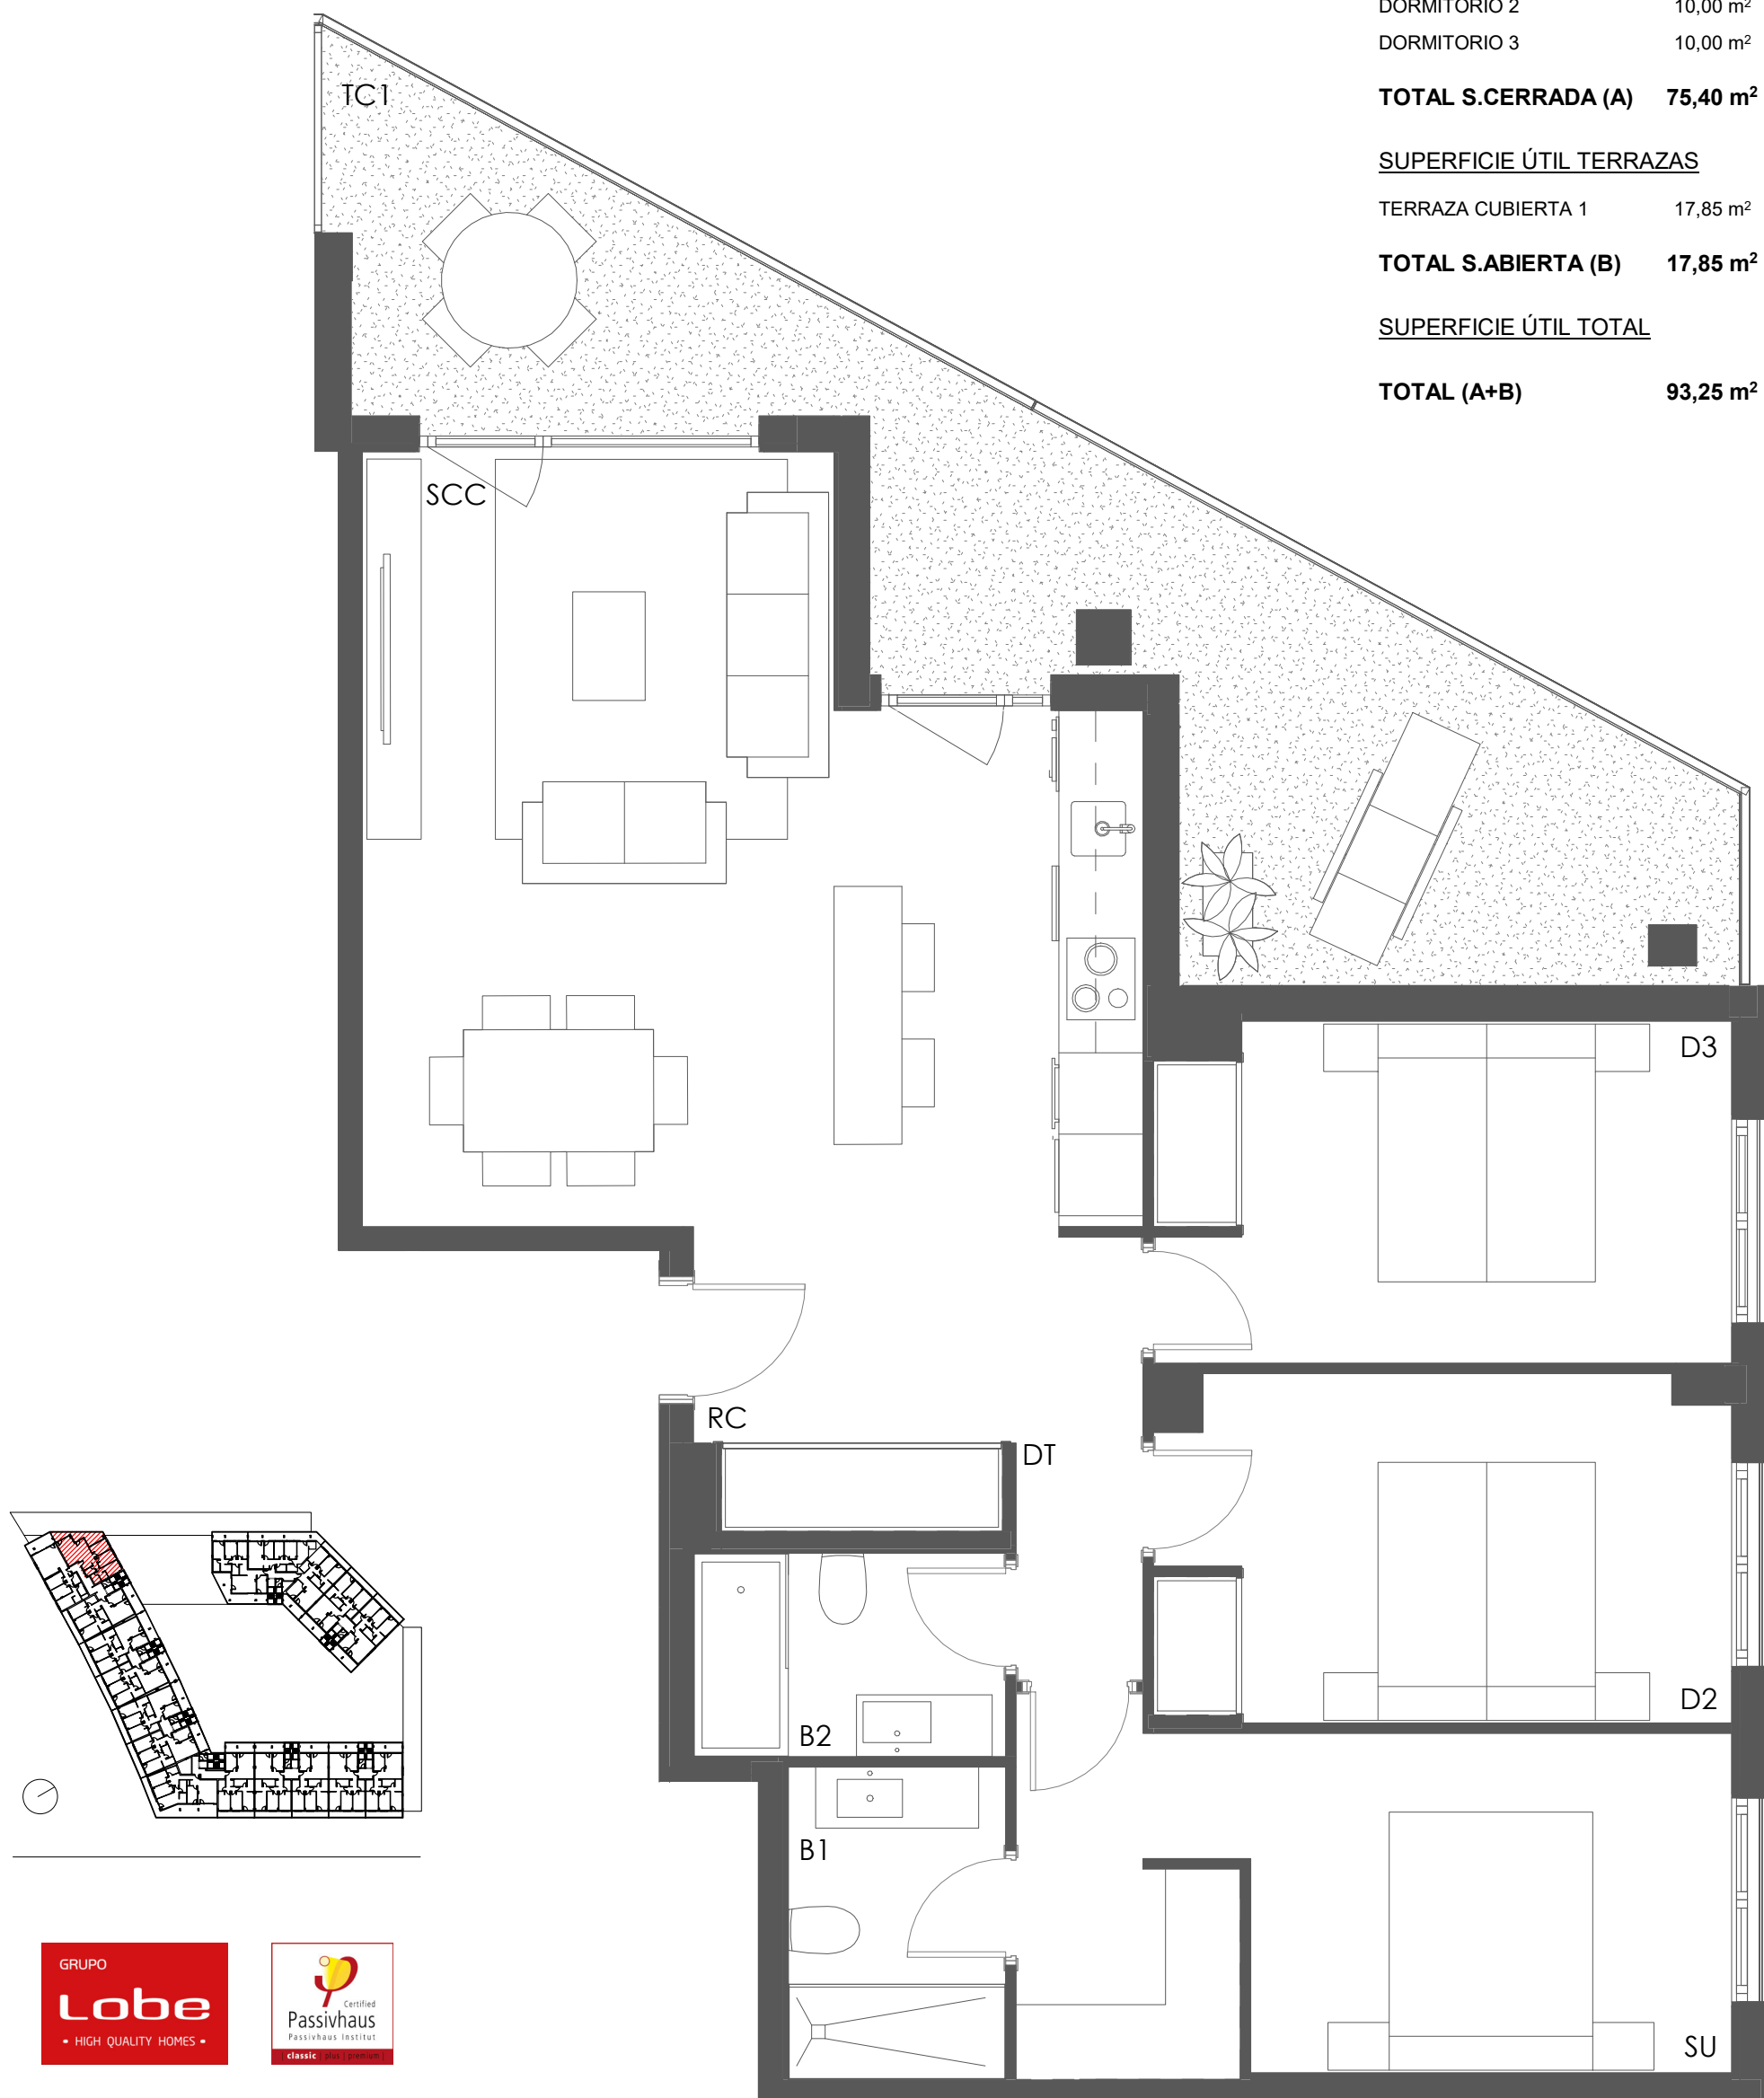 DORMITORIO 2 10,00 m²
DORMITORIO 3 10,00 m²
TOTAL S.CERRADA (A) 75,40 m²
SUPERFICIE ÚTIL TERRAZAS
TERRAZA CUBIERTA 1 17,85 m²
TOTAL S.ABIERTA (B) 17,85 m²
SUPERFICIE ÚTIL TOTAL
TOTAL (A+B) 93,25 m²
TC1
SCC
D3
RC
DT
D2
B2
B1
SU
GRUPO
Lobe
• HIGH QUALITY HOMES •
Certified
Passivhaus
Passivhaus Institut
classic | plus | premium |